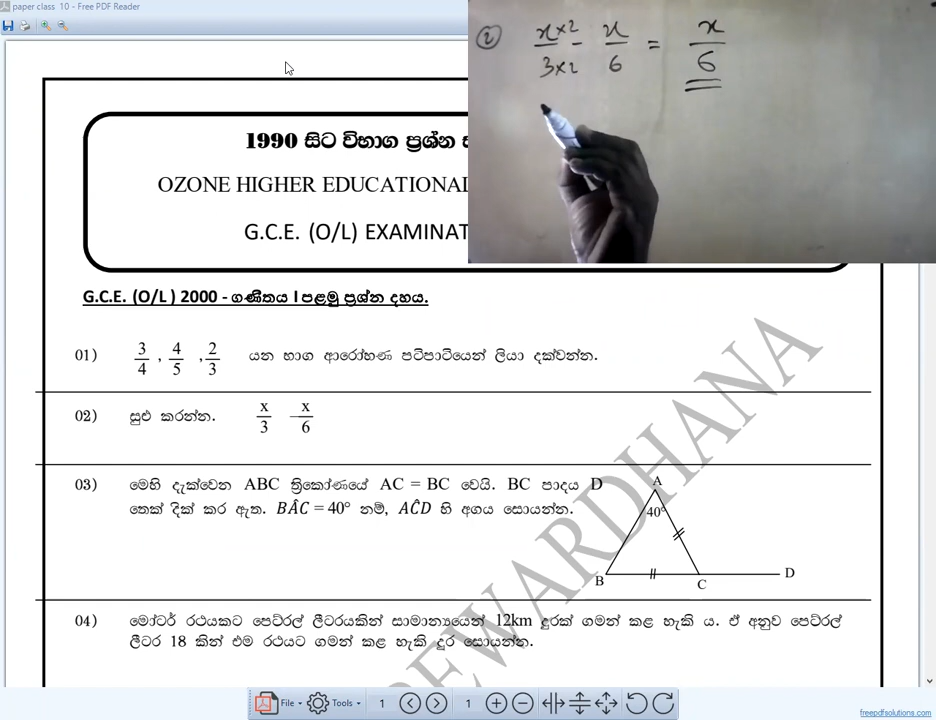 paper class 10 - Free PDF Reader
② x×2/3×2 − x/6 = x/6
1990 සිට විභාග ප්‍රශ්න
OZONE HIGHER EDUCATIONAL
G.C.E. (O/L) EXAMINAT
G.C.E. (O/L ) 2000 - ගණිතය I පළමු ප්‍රශ්න දහය.
01) 3/4 , 4/5 , 2/3 යන භාග ආරෝහණ පටිපාටියෙන් ලියා දක්වන්න.
02) සුළු කරන්න. x/3 − x/6
03) මෙහි දැක්වෙන ABC ත්‍රිකෝණයේ AC = BC වෙයි. BC පාදය D
තෙක් දික් කර ඇත. BÂC = 40° නම්, AĈD හි අගය සොයන්න.
A
40°
B
C
D
04) මෝටර් රථයකට පෙට්‍රල් ලීටරයකින් සාමාන්‍යයෙන් 12km දුරක් ගමන් කළ හැකි ය. ඒ අනුව පෙට්‍රල්
ලීටර 18 කින් එම රථයට ගමන් කළ හැකි දුර සොයන්න.
EWARDHANA
File
Tools
1
1
freepdfsolutions.com